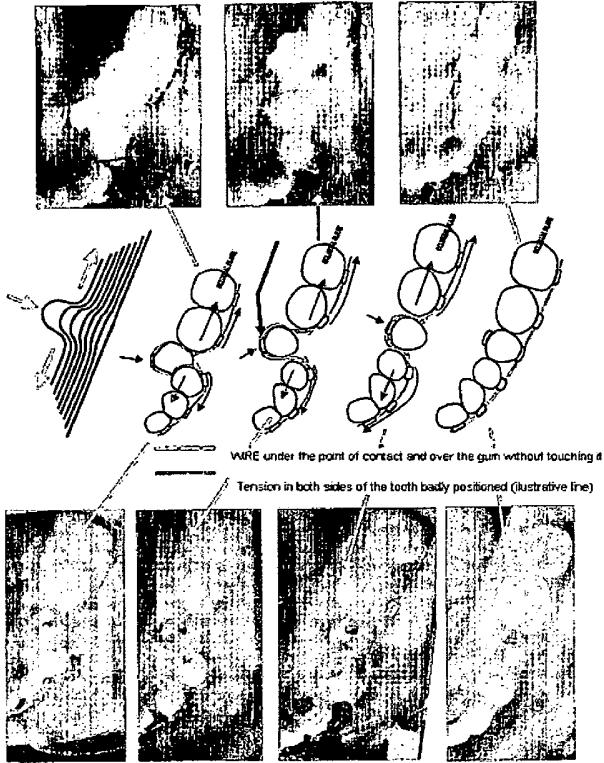 WIRE under the point of contact and over the gum without touching it
Tension in both sides of the tooth badly positioned (ilustrative line)